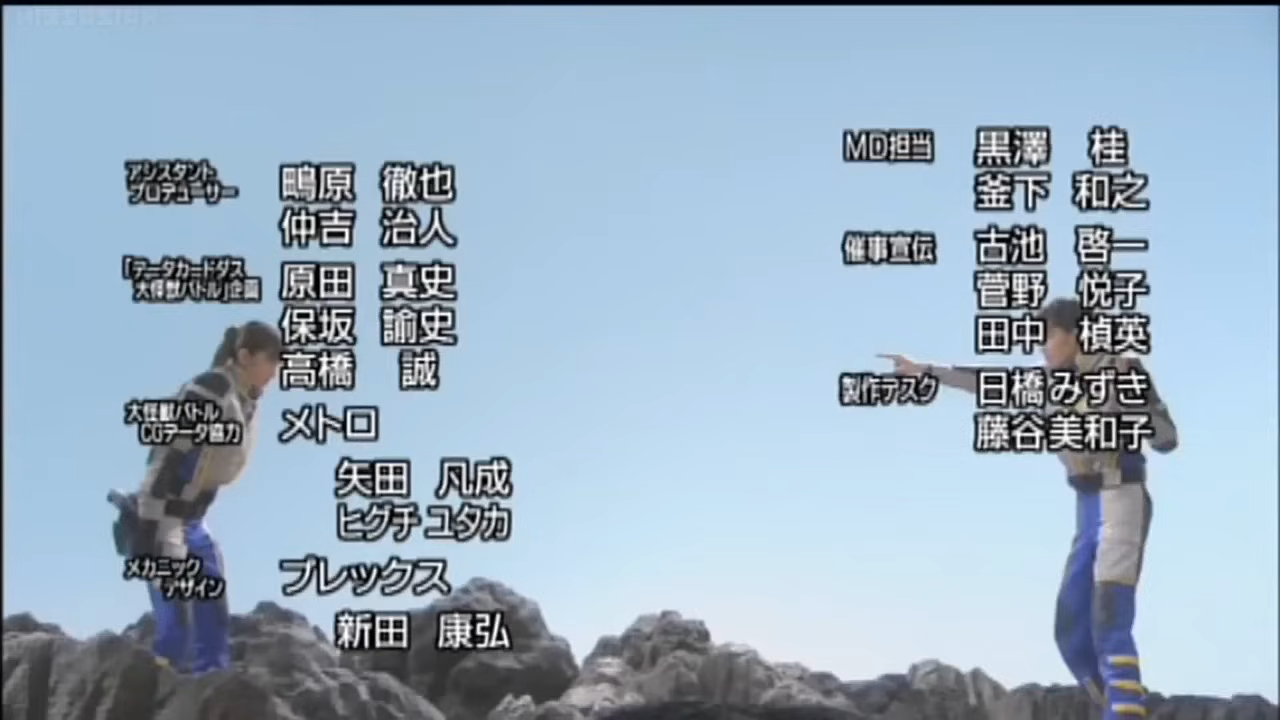 アシスタント
プロデューサー
鴫原 徹也
仲吉 治人
「データカードダス
大怪獣バトル」企画
原田 真史
保坂 諭史
高橋 誠
大怪獣バトル
CGデータ協力
メトロ
矢田 凡成
ヒグチ ユタカ
メカニック
デザイン
プレックス
新田 康弘
MD担当
黒澤 桂
釜下 和之
催事宣伝
古池 啓一
菅野 悦子
田中 楨英
製作デスク
日橋みずき
藤谷美和子